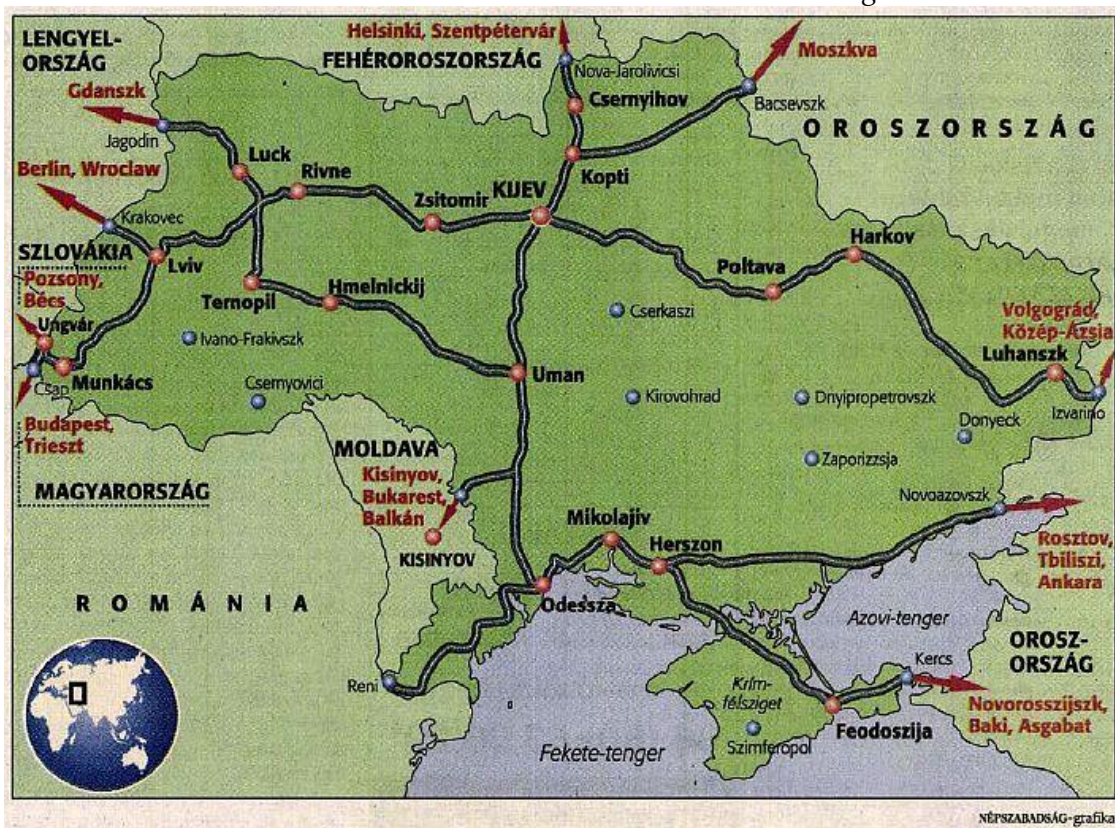 LENGYEL-
ORSZÁG
Helsinki, Szentpétervár
FEHÉROROSZORSZÁG
Nova-Jarolivicsi
Moszkva
Csernyihov
Bacsevszk
Gdanszk
Jagodin
OROSZORSZÁG
Luck
Kopti
Berlin, Wroclaw
Rivne
Zsitomir
KIJEV
Krakovec
SZLOVÁKIA
Lviv
Harkov
Pozsony,
Bécs
Ternopil
Hmelnickij
Poltava
Ungvár
Ivano-Frakivszk
Cserkaszi
Volgográd,
Közép-Ázsia
Luhanszk
Csap
Munkács
Csernyovici
Uman
Kirovohrad
Dnyipropetrovszk
Izvarino
Donyeck
Budapest,
Trieszt
MOLDAVA
Kisinyov,
Bukarest,
Balkán
Zaporizzsja
MAGYARORSZÁG
Novoazovszk
KISINYOV
Mikolajiv
Herszon
Rosztov,
Tbiliszi,
Ankara
ROMÁNIA
Odessza
Azovi-tenger
OROSZ-
ORSZÁG
Reni
Kercs
Krím-
félsziget
Novorosszijszk,
Baki, Asgabat
Szimferopol
Feodoszija
Fekete-tenger
NÉPSZABADSÁG-grafika